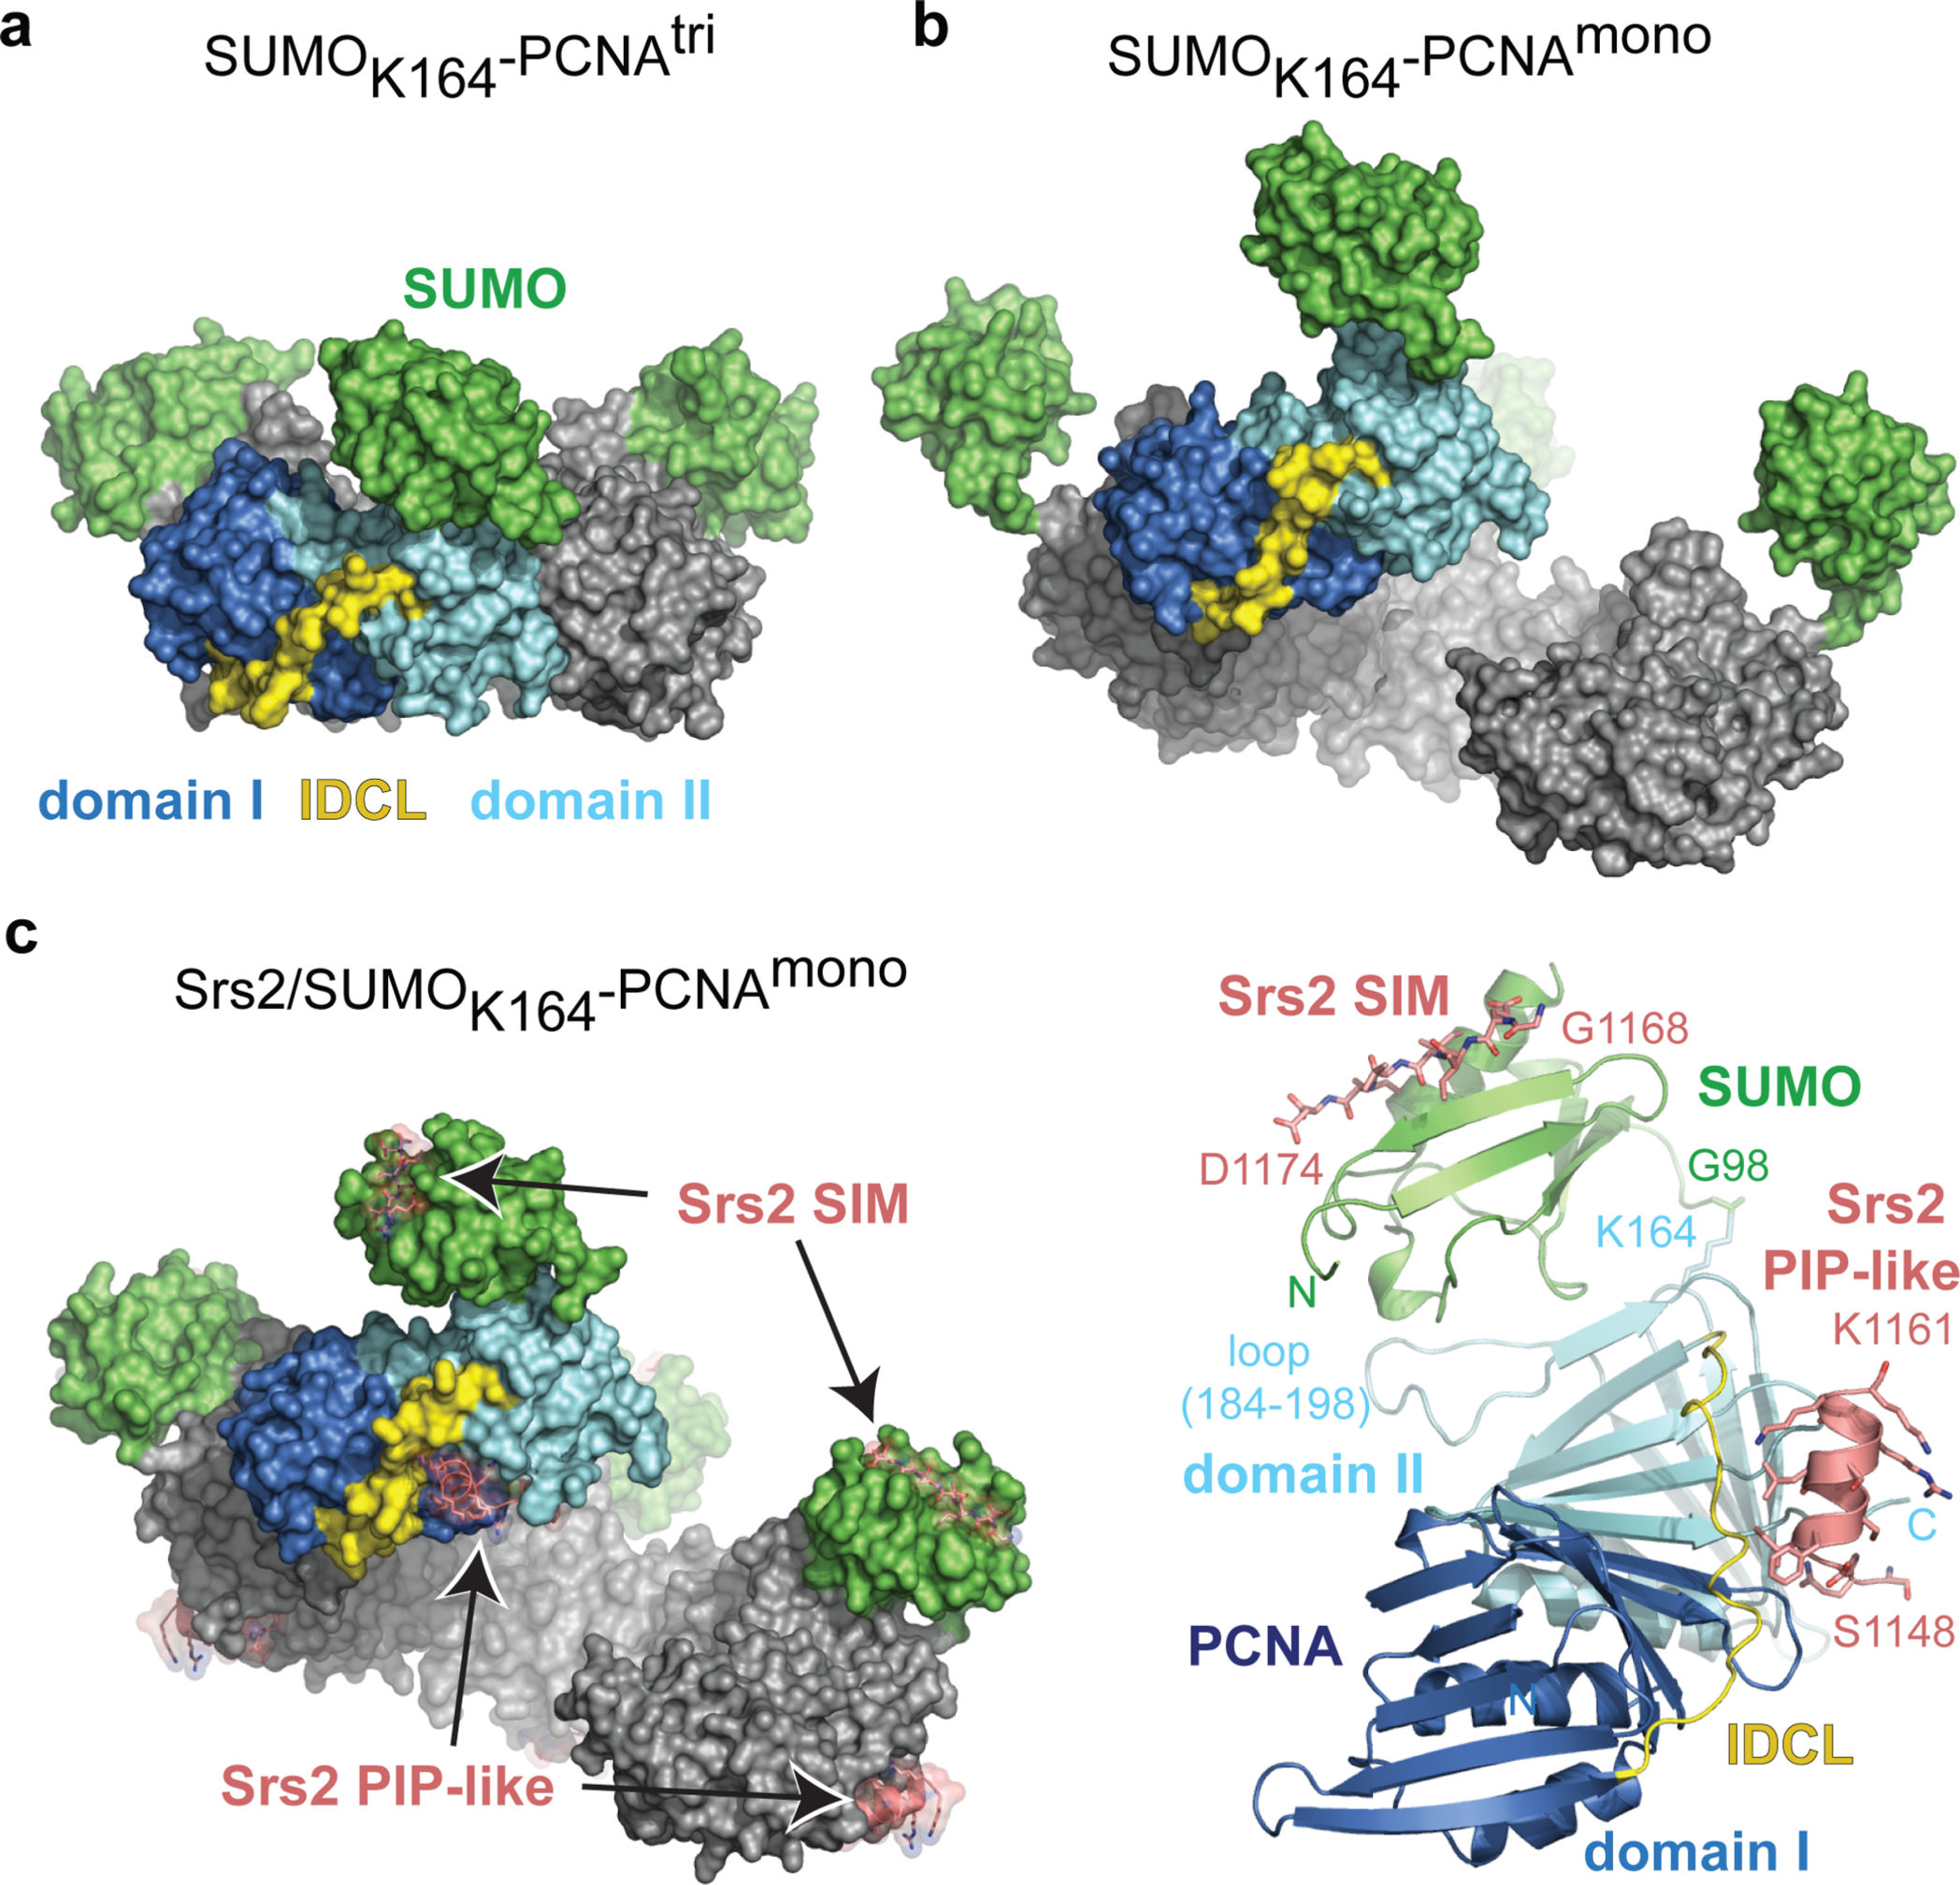 a
SUMOK164-PCNAtri
b
SUMOK164-PCNAmono
SUMO
domain I IDCL domain II
c
Srs2/SUMOK164-PCNAmono
Srs2 SIM
Srs2 PIP-like
Srs2 SIM
G1168
SUMO
D1174
G98
K164
Srs2
PIP-like
K1161
N
loop
(184-198)
domain II
C
S1148
PCNA
N
IDCL
domain I